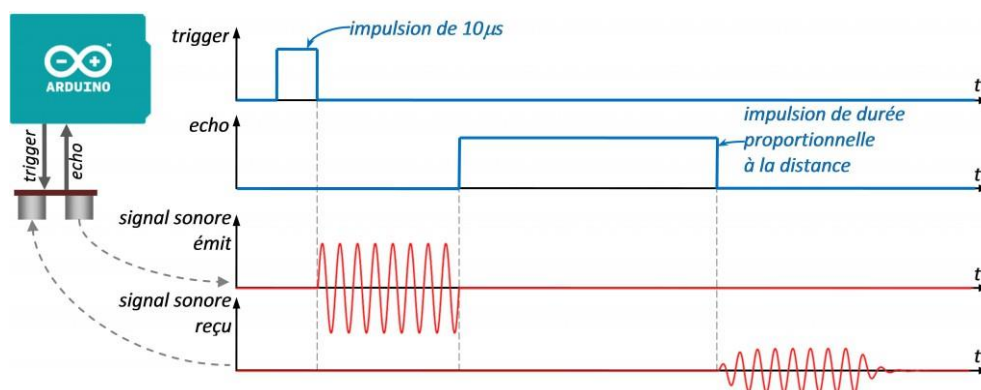 trigger
impulsion de 10µs
t
ARDUINO
trigger
echo
echo
impulsion de durée
proportionnelle
à la distance
t
signal sonore
émit
t
signal sonore
reçu
t